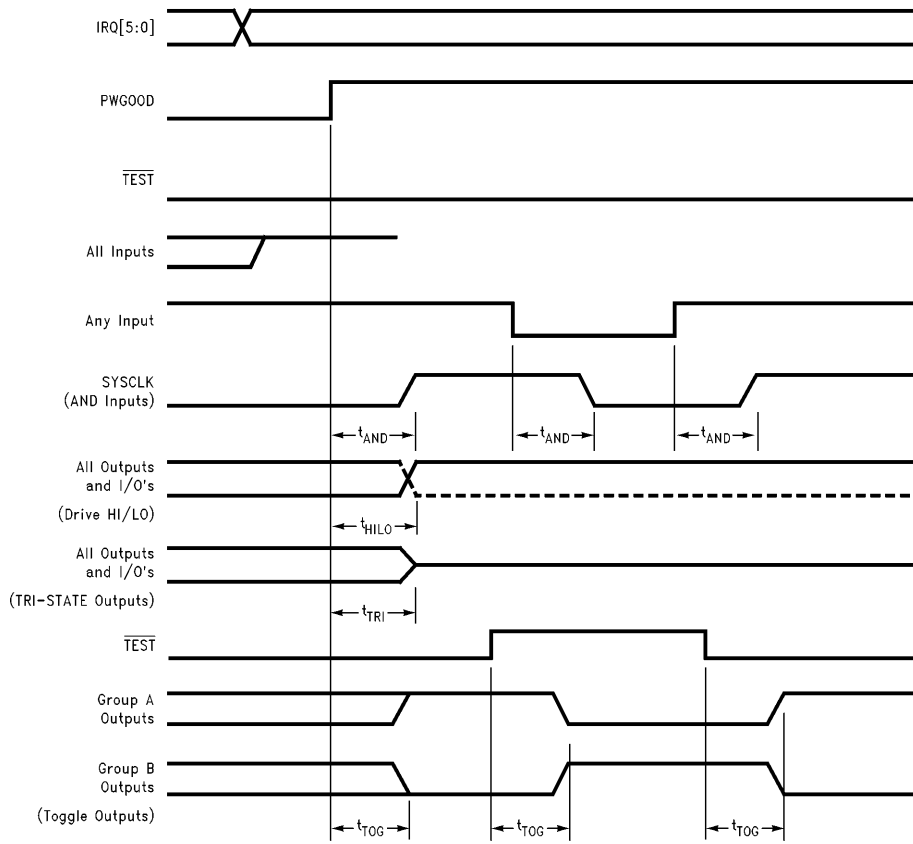 IRQ[5:0]
PWGOOD
TEST
All Inputs
Any Input
SYSCLK
(AND Inputs)
tAND tAND tAND
All Outputs
and I/O's
(Drive HI/LO)
tHILO
All Outputs
and I/O's
(TRI-STATE Outputs)
tTRI
TEST
Group A
Outputs
Group B
Outputs
(Toggle Outputs)
tTOG tTOG tTOG